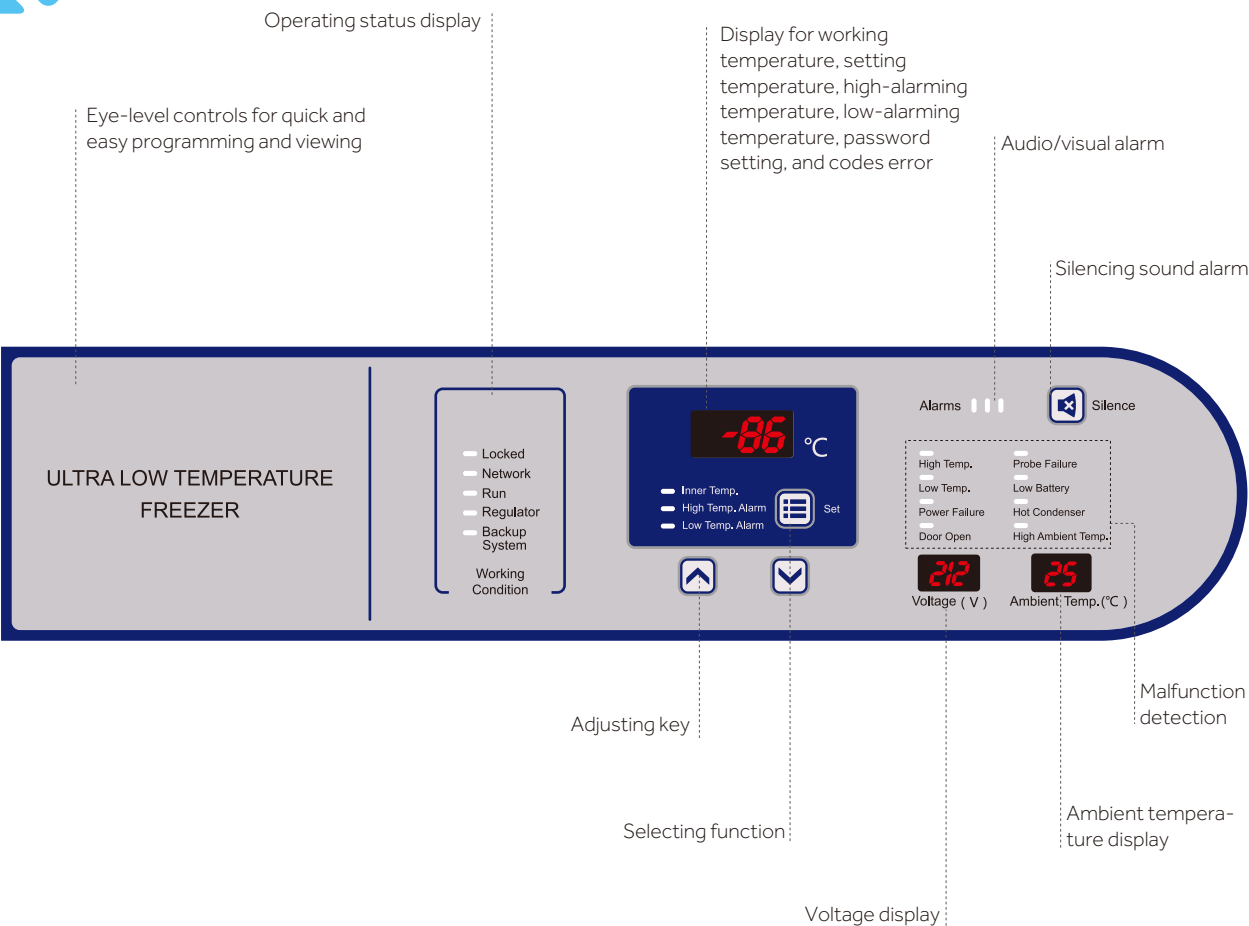 Operating status display
Display for working
temperature, setting
temperature, high-alarming
temperature, low-alarming
temperature, password
setting, and codes error
Eye-level controls for quick and
easy programming and viewing
Audio/visual alarm
Silencing sound alarm
ULTRA LOW TEMPERATURE
FREEZER
Locked
Network
Run
Regulator
Backup
System
Working
Condition
-86 °C
Inner Temp.
High Temp. Alarm
Low Temp. Alarm
Set
Alarms
Silence
High Temp. Probe Failure
Low Temp. Low Battery
Power Failure Hot Condenser
Door Open High Ambient Temp.
212 25
Voltage ( V ) Ambient Temp.(°C )
Malfunction
detection
Adjusting key
Selecting function
Ambient tempera-
ture display
Voltage display